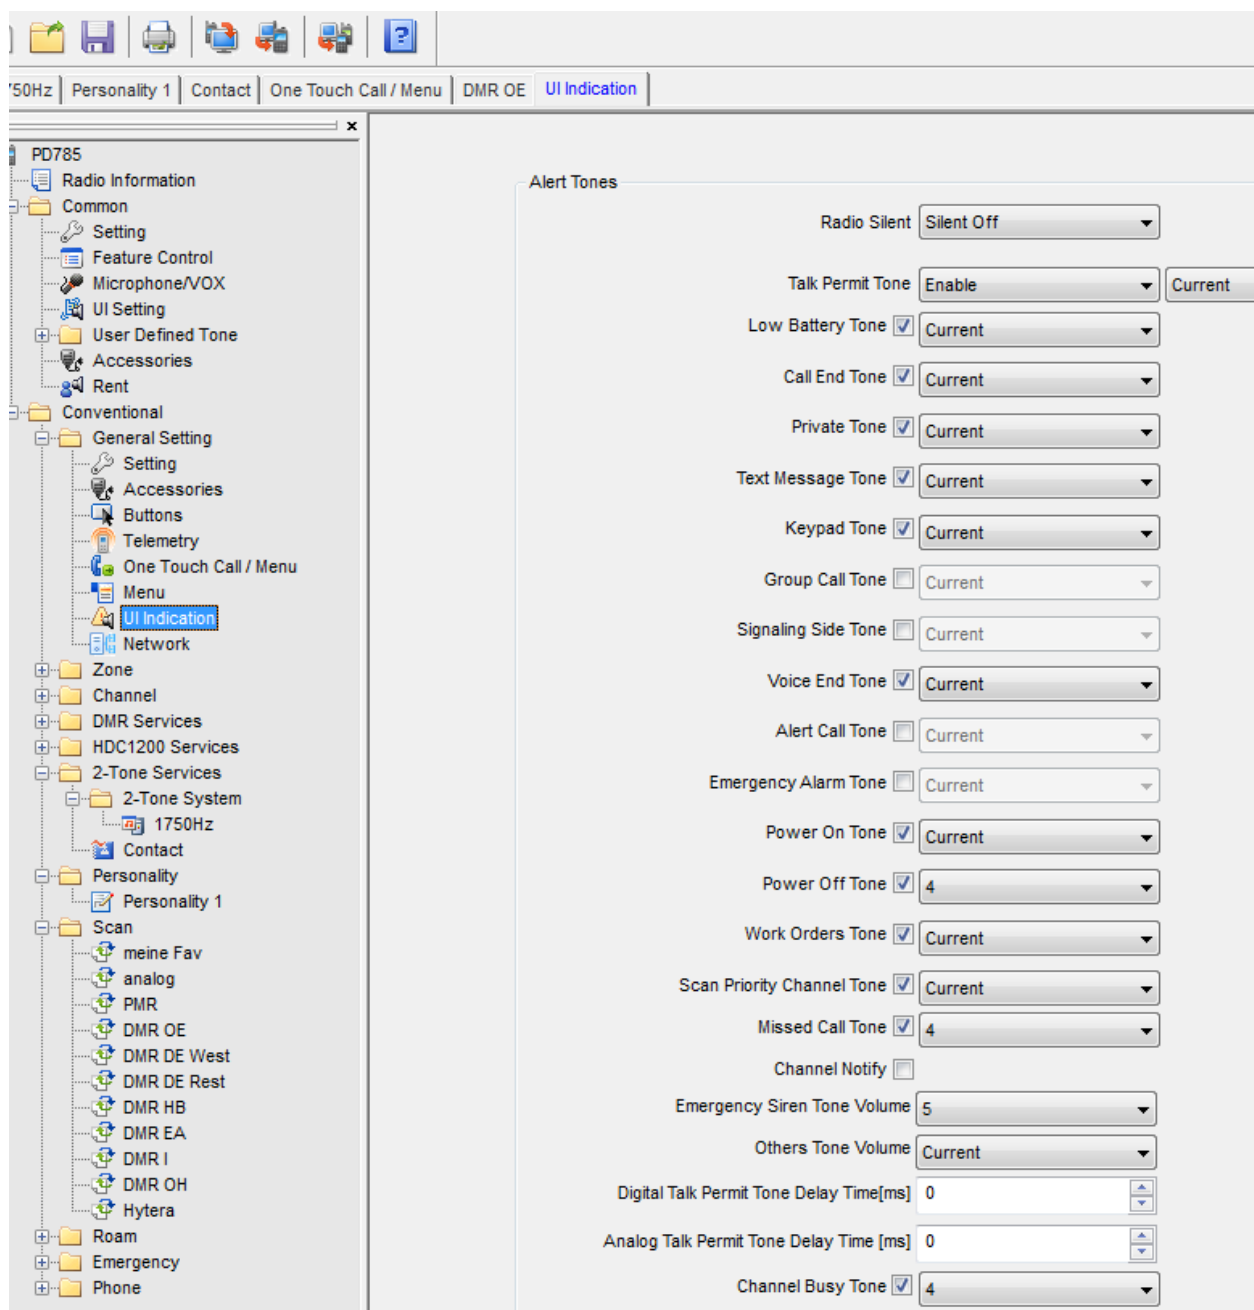 ?
750Hz Personality 1 Contact One Touch Call / Menu DMR OE UI Indication
x
PD785
Radio Information
Common
Setting
Feature Control
Microphone/VOX
UI Setting
User Defined Tone
Accessories
Rent
Conventional
General Setting
Setting
Accessories
Buttons
Telemetry
One Touch Call / Menu
Menu
UI Indication
Network
Zone
Channel
DMR Services
HDC1200 Services
2-Tone Services
2-Tone System
1750Hz
Contact
Personality
Personality 1
Scan
meine Fav
analog
PMR
DMR OE
DMR DE West
DMR DE Rest
DMR HB
DMR EA
DMR I
DMR OH
Hytera
Roam
Emergency
Phone
Alert Tones
Radio Silent Silent Off
Talk Permit Tone Enable Current
Low Battery Tone Current
Call End Tone Current
Private Tone Current
Text Message Tone Current
Keypad Tone Current
Group Call Tone Current
Signaling Side Tone Current
Voice End Tone Current
Alert Call Tone Current
Emergency Alarm Tone Current
Power On Tone Current
Power Off Tone 4
Work Orders Tone Current
Scan Priority Channel Tone Current
Missed Call Tone 4
Channel Notify
Emergency Siren Tone Volume 5
Others Tone Volume Current
Digital Talk Permit Tone Delay Time[ms] 0
Analog Talk Permit Tone Delay Time [ms] 0
Channel Busy Tone 4